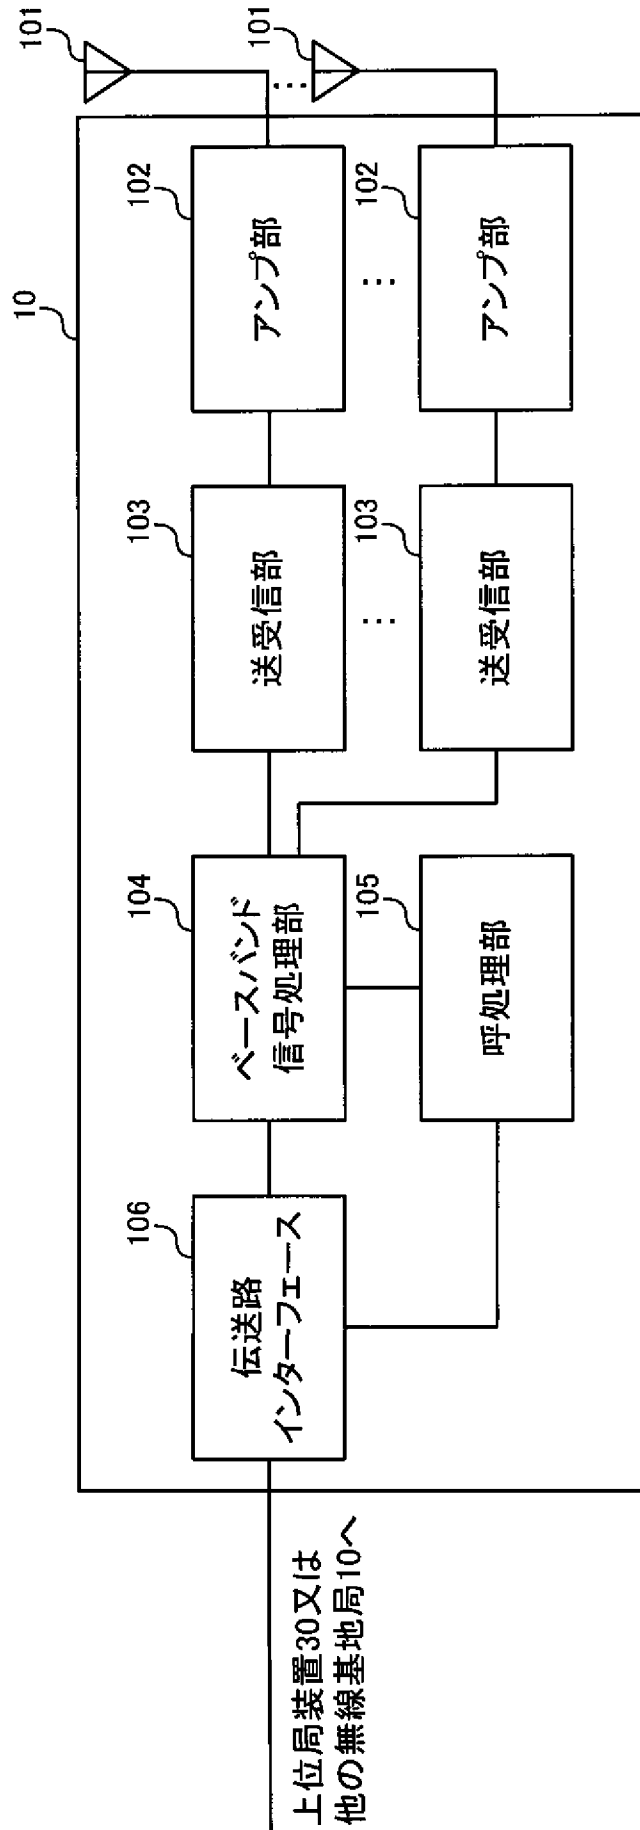 10
101
101
106
104
103
102
伝送路
インターフェース
ベースバンド
信号処理部
送受信部
アンプ部
...
...
...
105
103
102
呼処理部
送受信部
アンプ部
上位局装置30又は
他の無線基地局10へ